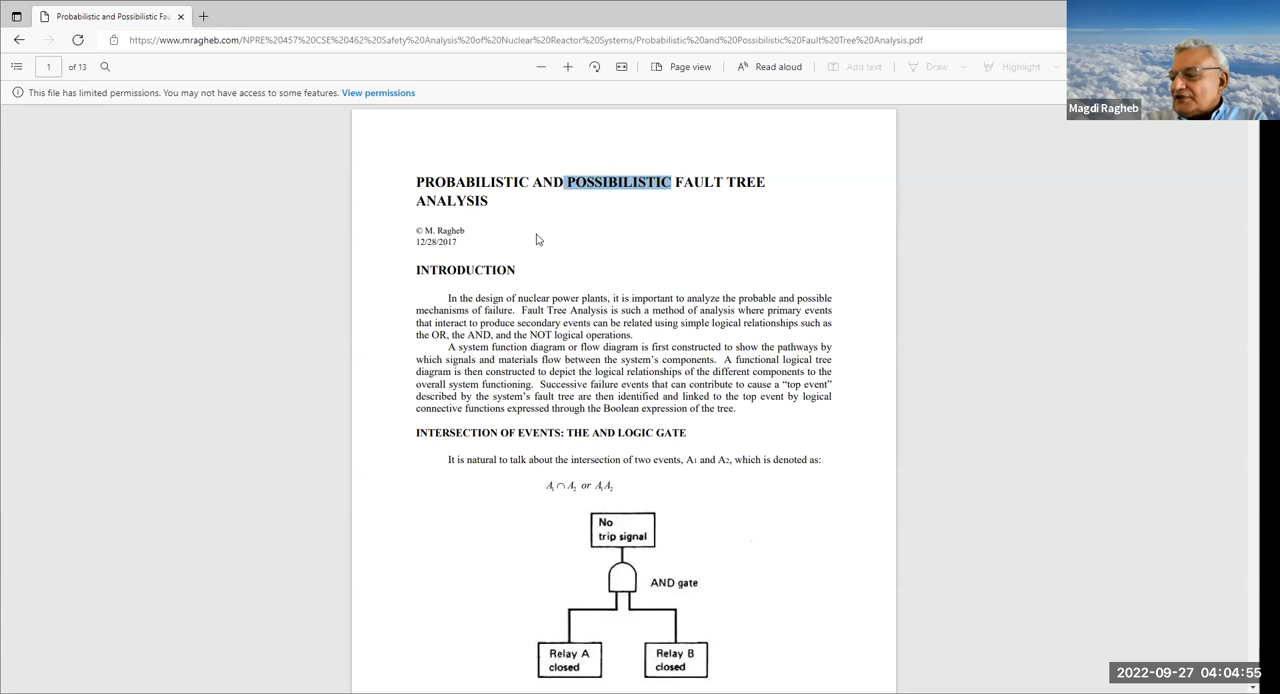 Probabilistic and Possibilistic Fau
https://www.mragheb.com/NPRE%20457%20CSE%20462%20Safety%20Analysis%20of%20Nuclear%20Reactor%20Systems/Probabilistic%20and%20Possibilistic%20Fault%20Tree%20Analysis.pdf
1 of 13 Page view Read aloud Add text Draw Highlight
This file has limited permissions. You may not have access to some features. View permissions
Magdi Ragheb
PROBABILISTIC AND POSSIBILISTIC FAULT TREE
ANALYSIS
© M. Ragheb
12/28/2017
INTRODUCTION
In the design of nuclear power plants, it is important to analyze the probable and possible
mechanisms of failure. Fault Tree Analysis is such a method of analysis where primary events
that interact to produce secondary events can be related using simple logical relationships such as
the OR, the AND, and the NOT logical operations.
A system function diagram or flow diagram is first constructed to show the pathways by
which signals and materials flow between the system's components. A functional logical tree
diagram is then constructed to depict the logical relationships of the different components to the
overall system functioning. Successive failure events that can contribute to cause a “top event”
described by the system's fault tree are then identified and linked to the top event by logical
connective functions expressed through the Boolean expression of the tree.
INTERSECTION OF EVENTS: THE AND LOGIC GATE
It is natural to talk about the intersection of two events, A1 and A2, which is denoted as:
A₁ ∩ A₂ or A₁A₂
No
trip signal
AND gate
Relay A
closed
Relay B
closed
2022-09-27 04:04:55